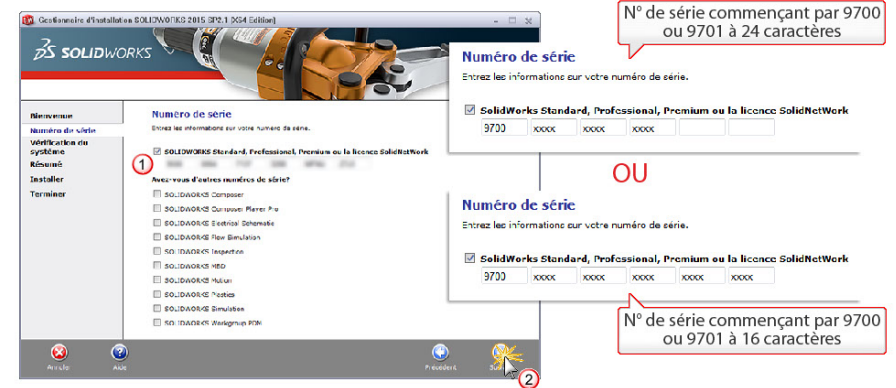 Gestionnaire d'installation SOLIDWORKS 2015 SP2.1 (X64 Edition)
3S SOLIDWORKS
Bienvenue
Numéro de série
Vérification du
système
Résumé
Installer
Terminer
Numéro de série
Entrez les informations sur votre numéro de série.
SOLIDWORKS Standard, Professional, Premium ou la licence SolidNetWork
1
Avez-vous d'autres numéros de série?
SOLIDWORKS Composer
SOLIDWORKS Composer Player Pro
SOLIDWORKS Electrical Schematic
SOLIDWORKS Flow Simulation
SOLIDWORKS Inspection
SOLIDWORKS MBD
SOLIDWORKS Motion
SOLIDWORKS Plastics
SOLIDWORKS Simulation
SOLIDWORKS Workgroup PDM
Annuler
Aide
Précédent
2
N° de série commençant par 9700
ou 9701 à 24 caractères
Numéro de série
Entrez les informations sur votre numéro de série.
SolidWorks Standard, Professional, Premium ou la licence SolidNetWork
9700 xxxx xxxx xxxx
OU
Numéro de série
Entrez les informations sur votre numéro de série.
SolidWorks Standard, Professional, Premium ou la licence SolidNetWork
9700 xxxx xxxx xxxx xxxx xxxx
N° de série commençant par 9700
ou 9701 à 16 caractères